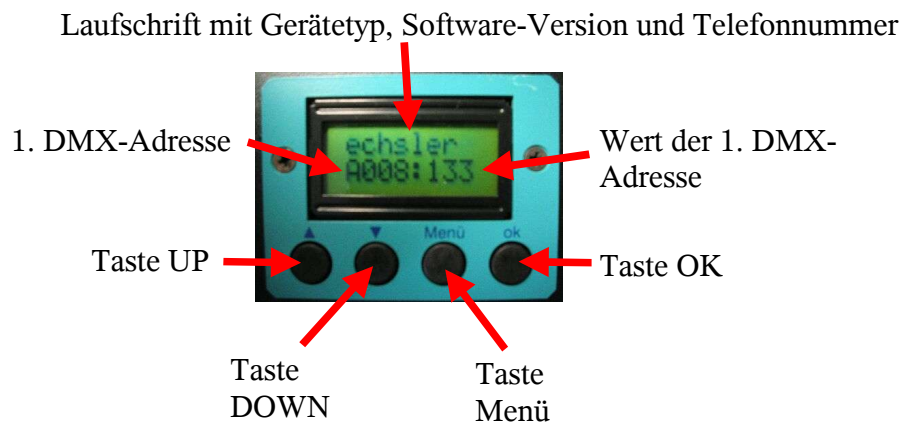 Laufschrift mit Gerätetyp, Software-Version und Telefonnummer
1. DMX-Adresse
echsler
A008:133
Wert der 1. DMX-
Adresse
▲ ▼ Menü ok
Taste UP
Taste OK
Taste
DOWN
Taste
Menü